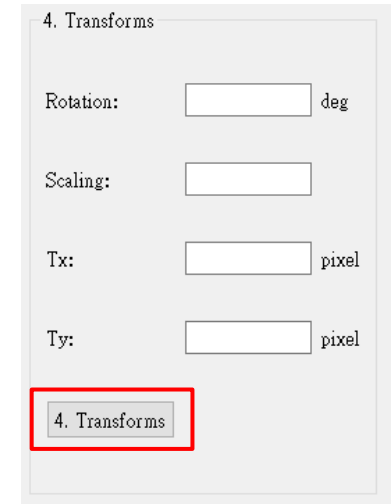 4. Transforms
Rotation: deg
Scaling:
Tx: pixel
Ty: pixel
4. Transforms